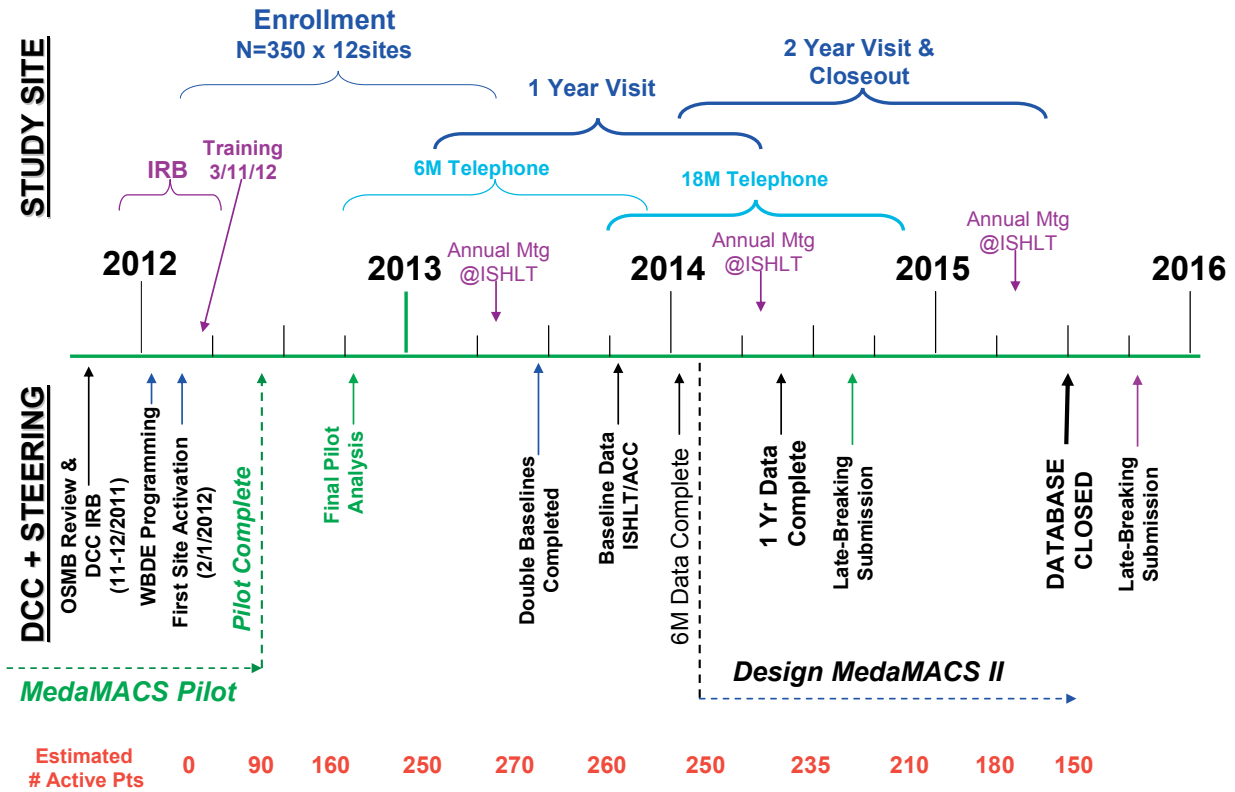 STUDY SITE
Enrollment
N=350 x 12sites
2 Year Visit &
Closeout
1 Year Visit
Training
3/11/12
IRB
6M Telephone
18M Telephone
Annual Mtg
@ISHLT
Annual Mtg
@ISHLT
Annual Mtg
@ISHLT
2012
2013
2014
2015
2016
DCC + STEERING
OSMB Review &
DCC IRB
(11-12/2011)
WBDE Programming
First Site Activation
(2/1/2012)
Pilot Complete
Final Pilot
Analysis
Double Baselines
Completed
Baseline Data
ISHLT/ACC
6M Data Complete
1 Yr Data
Complete
Late-Breaking
Submission
DATABASE
CLOSED
Late-Breaking
Submission
MedaMACS Pilot
Design MedaMACS II
Estimated
# Active Pts
0 90 160 250 270 260 250 235 210 180 150